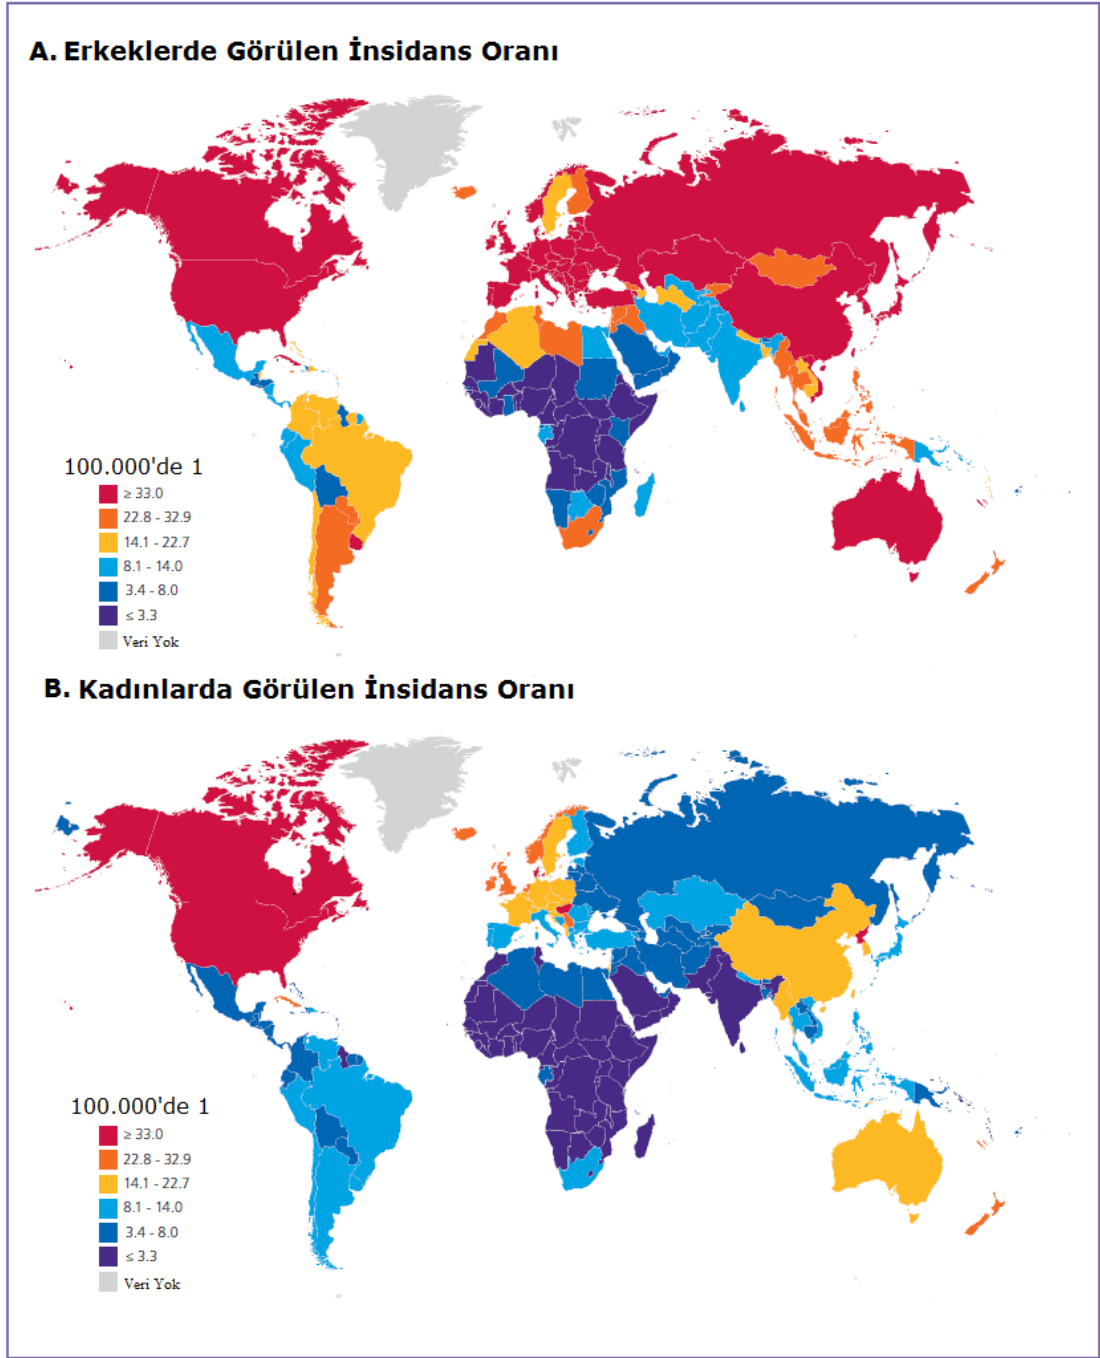 A. Erkeklerde Görülen İnsidans Oranı
100.000'de 1
≥ 33.0
22.8 - 32.9
14.1 - 22.7
8.1 - 14.0
3.4 - 8.0
≤ 3.3
Veri Yok
B. Kadınlarda Görülen İnsidans Oranı
100.000'de 1
≥ 33.0
22.8 - 32.9
14.1 - 22.7
8.1 - 14.0
3.4 - 8.0
≤ 3.3
Veri Yok